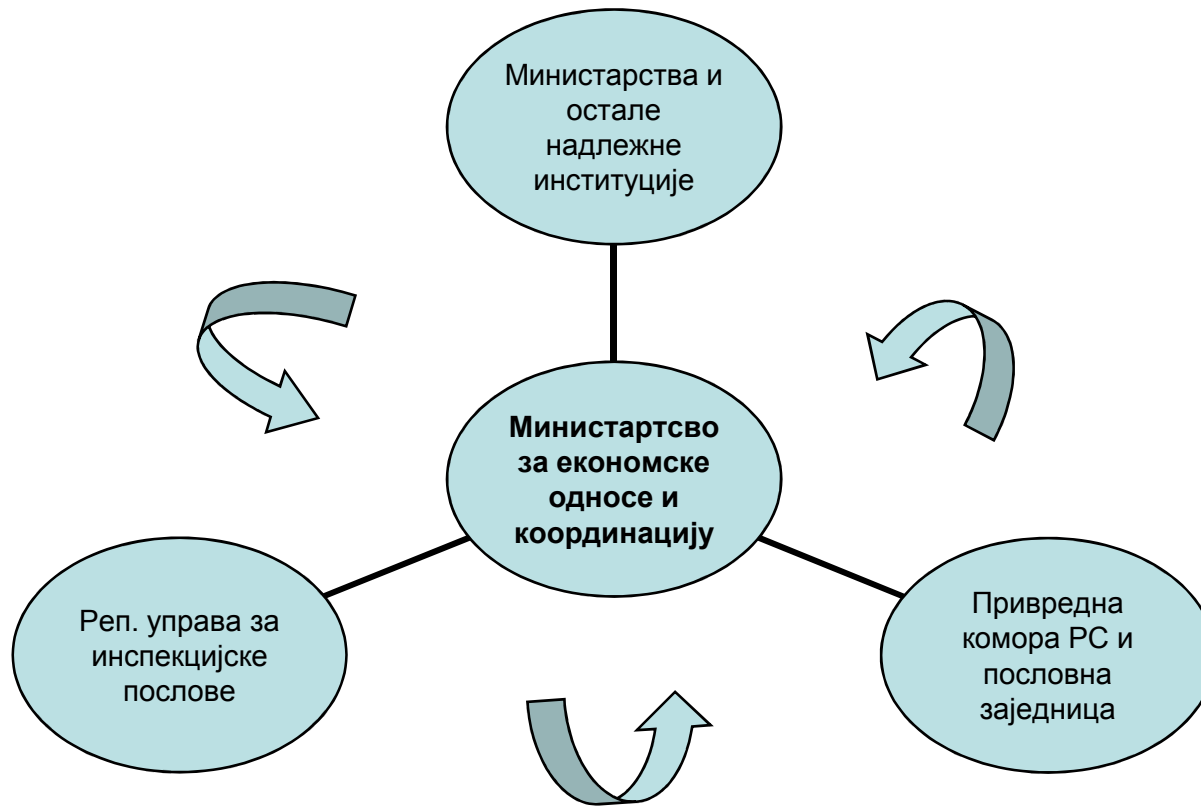 Министарства и
остале
надлежне
институције
Министартсво
за економске
односе и
координацију
Реп. управа за
инспекцијске
послове
Привредна
комора РС и
пословна
заједница